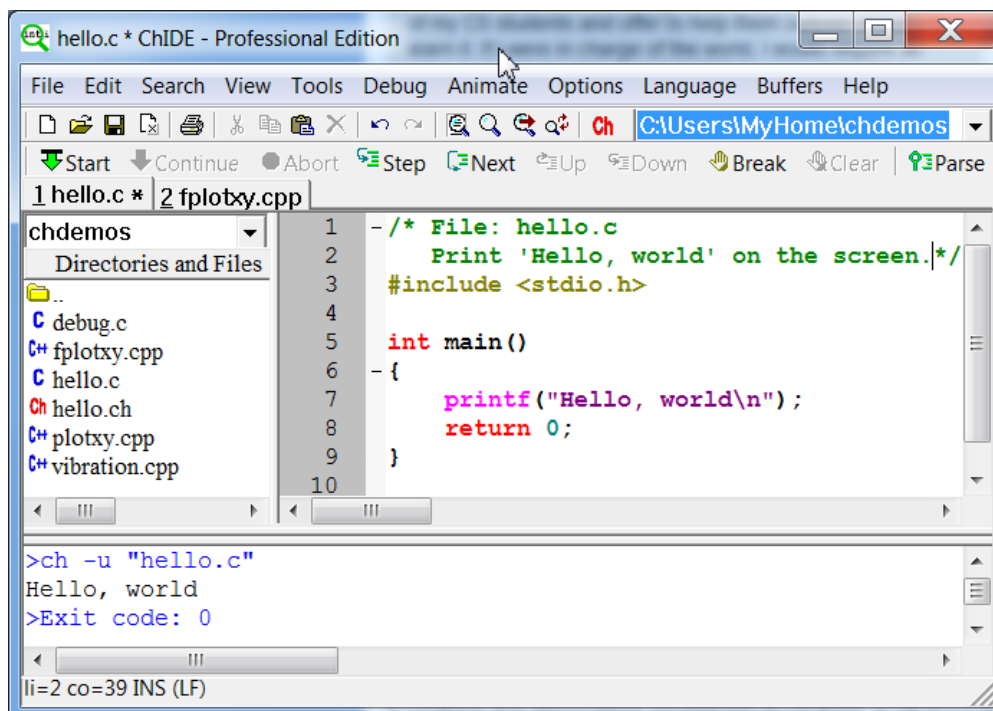 hello.c * ChIDE - Professional Edition
File Edit Search View Tools Debug Animate Options Language Buffers Help
Ch C:\Users\MyHome\chdemos
Start Continue Abort Step Next Up Down Break Clear Parse
1 hello.c * 2 fplotxy.cpp
chdemos
Directories and Files
..
C debug.c
C++ fplotxy.cpp
C hello.c
Ch hello.ch
C++ plotxy.cpp
C++ vibration.cpp
1 /* File: hello.c
2 Print 'Hello, world' on the screen.*/
3 #include <stdio.h>
4
5 int main()
6 {
7 printf("Hello, world\n");
8 return 0;
9 }
10
>ch -u "hello.c"
Hello, world
>Exit code: 0
li=2 co=39 INS (LF)